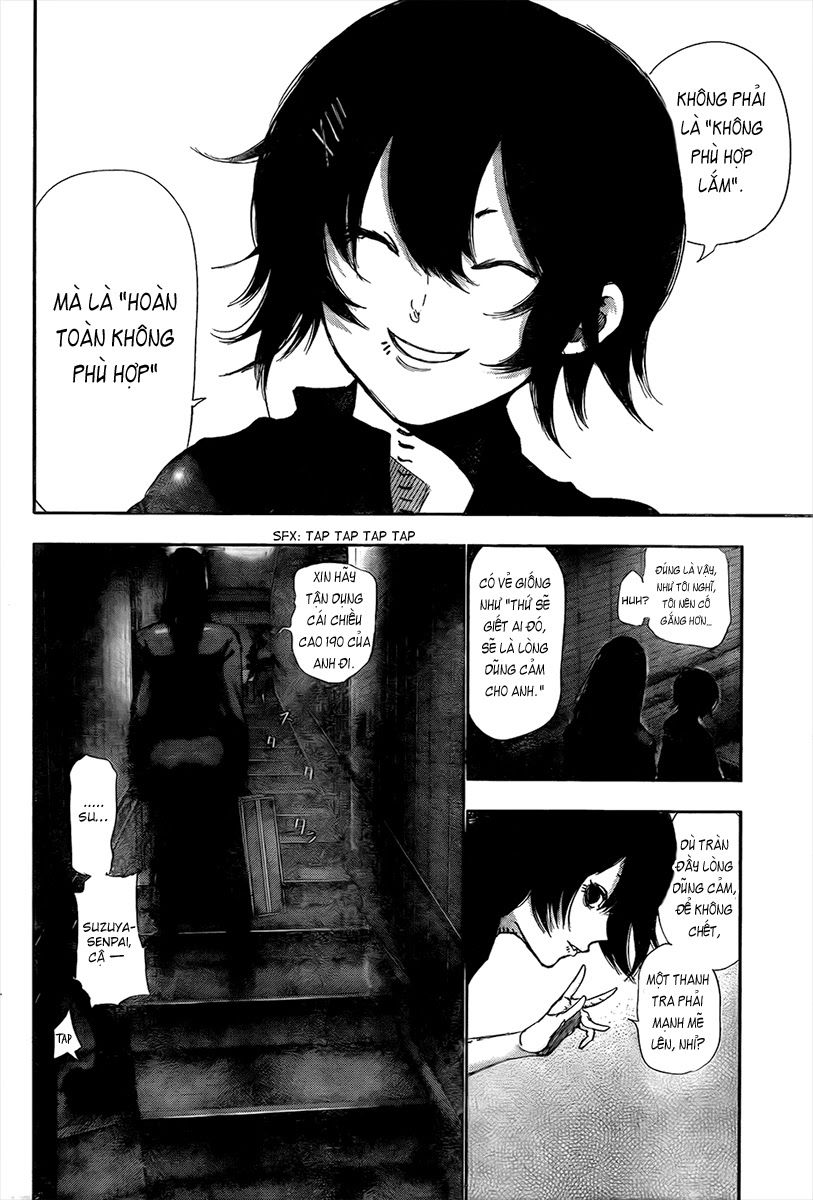 KHÔNG PHẢI
LÀ "KHÔNG
PHÙ HỢP
LẮM".
MÀ LÀ "HOÀN
TOÀN KHÔNG
PHÙ HỢP"
SFX: TAP TAP TAP TAP
ĐÚNG LÀ VẬY,
NHƯ TÔI NGHĨ,
TÔI NÊN CỐ
GẮNG HƠN...
HUH?
CÓ VẺ GIỐNG
NHƯ "THỨ SẼ
GIẾT AI ĐÓ,
SẼ LÀ LÒNG
DŨNG CẢM
CHO ANH."
DÙ TRÀN
ĐẦY LÒNG
DŨNG CẢM,
ĐỂ KHÔNG
CHẾT,
MỘT THANH
TRA PHẢI
MẠNH MẼ
LÊN, NHỈ?
XIN HÃY
TẬN DỤNG
CÁI CHIỀU
CAO 190 CỦA
ANH ĐI.
タ
タ
タ
.....
SU...
SUZUYA-
SENPAI,
CẬ —
TAP